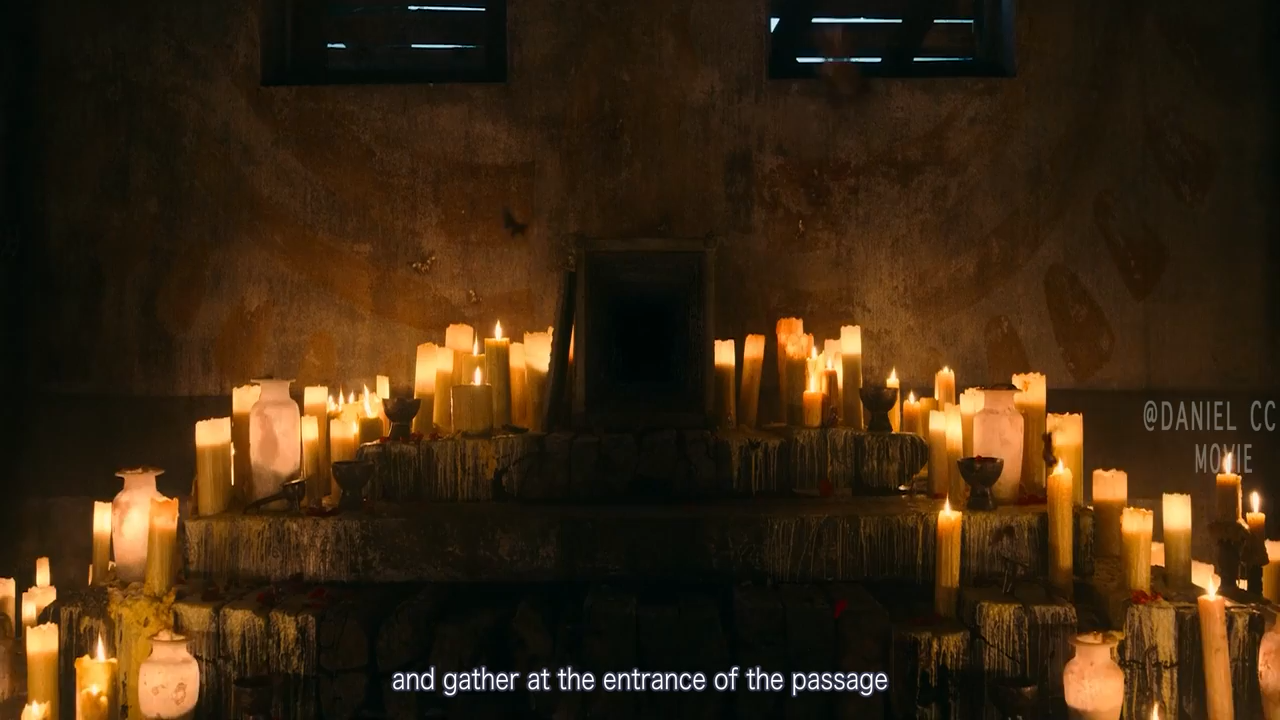 @DANIEL CC
MOVIE
and gather at the entrance of the passage